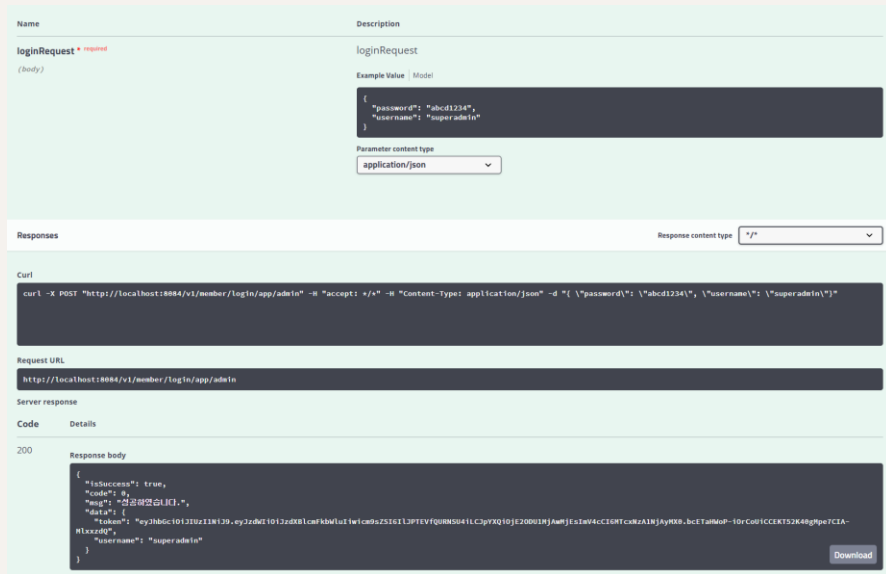 Name Description
loginRequest * required loginRequest
(body)
Example Value | Model
{
"password": "abcd1234",
"username": "superadmin"
}
Parameter content type
application/json
Responses Response content type */*
Curl
curl -X POST "http://localhost:8084/v1/member/login/app/admin" -H "accept: */*" -H "Content-Type: application/json" -d "{ \"password\": \"abcd1234\", \"username\": \"superadmin\"}"
Request URL
http://localhost:8084/v1/member/login/app/admin
Server response
Code Details
200
Response body
{
"isSuccess": true,
"code": 0,
"msg": "성공하였습니다.",
"data": {
"token":
"username": "superadmin"
}
}
Download